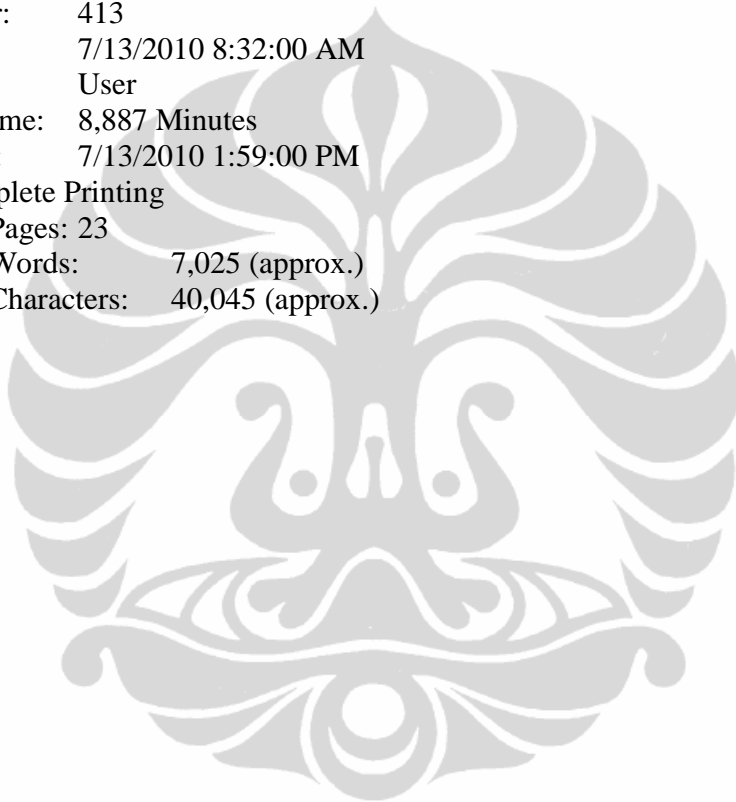 r: 413
7/13/2010 8:32:00 AM
User
me: 8,887 Minutes
: 7/13/2010 1:59:00 PM
plete Printing
Pages: 23
Words: 7,025 (approx.)
Characters: 40,045 (approx.)